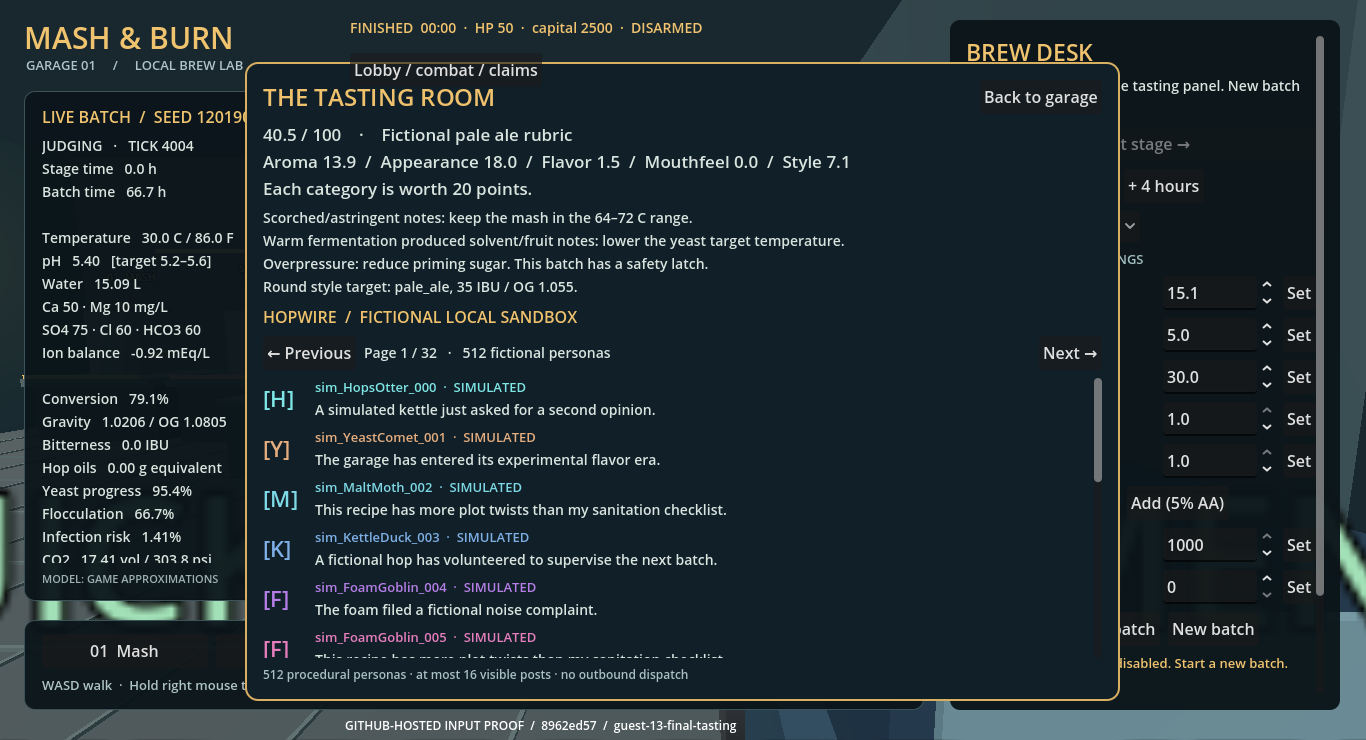 MASH & BURN
GARAGE 01 / LOCAL BREW LAB
FINISHED 00:00 · HP 50 · capital 2500 · DISARMED
Lobby / combat / claims
LIVE BATCH / SEED 120190
JUDGING · TICK 4004
Stage time 0.0 h
Batch time 66.7 h
Temperature 30.0 C / 86.0 F
pH 5.40 [target 5.2–5.6]
Water 15.09 L
Ca 50 · Mg 10 mg/L
SO4 75 · Cl 60 · HCO3 60
Ion balance -0.92 mEq/L
Conversion 79.1%
Gravity 1.0206 / OG 1.0805
Bitterness 0.0 IBU
Hop oils 0.00 g equivalent
Yeast progress 95.4%
Flocculation 66.7%
Infection risk 1.41%
CO2 17.41 vol / 303.8 psi
MODEL: GAME APPROXIMATIONS
01 Mash
WASD walk · Hold right mouse t
THE TASTING ROOM
Back to garage
40.5 / 100 · Fictional pale ale rubric
Aroma 13.9 / Appearance 18.0 / Flavor 1.5 / Mouthfeel 0.0 / Style 7.1
Each category is worth 20 points.
Scorched/astringent notes: keep the mash in the 64–72 C range.
Warm fermentation produced solvent/fruit notes: lower the yeast target temperature.
Overpressure: reduce priming sugar. This batch has a safety latch.
Round style target: pale_ale, 35 IBU / OG 1.055.
HOPWIRE / FICTIONAL LOCAL SANDBOX
← Previous Page 1 / 32 · 512 fictional personas Next →
[H] sim_HopsOtter_000 · SIMULATED
A simulated kettle just asked for a second opinion.
[Y] sim_YeastComet_001 · SIMULATED
The garage has entered its experimental flavor era.
[M] sim_MaltMoth_002 · SIMULATED
This recipe has more plot twists than my sanitation checklist.
[K] sim_KettleDuck_003 · SIMULATED
A fictional hop has volunteered to supervise the next batch.
[F] sim_FoamGoblin_004 · SIMULATED
The foam filed a fictional noise complaint.
[F] sim_FoamGoblin_005 · SIMULATED
This recipe has more plot twists than my sanitation checklist.
512 procedural personas · at most 16 visible posts · no outbound dispatch
BREW DESK
e tasting panel. New batch
t stage →
+ 4 hours
NGS
15.1 Set
5.0 Set
30.0 Set
1.0 Set
1.0 Set
Add (5% AA)
1000 Set
0 Set
atch New batch
disabled. Start a new batch.
GITHUB-HOSTED INPUT PROOF / 8962ed57 / guest-13-final-tasting